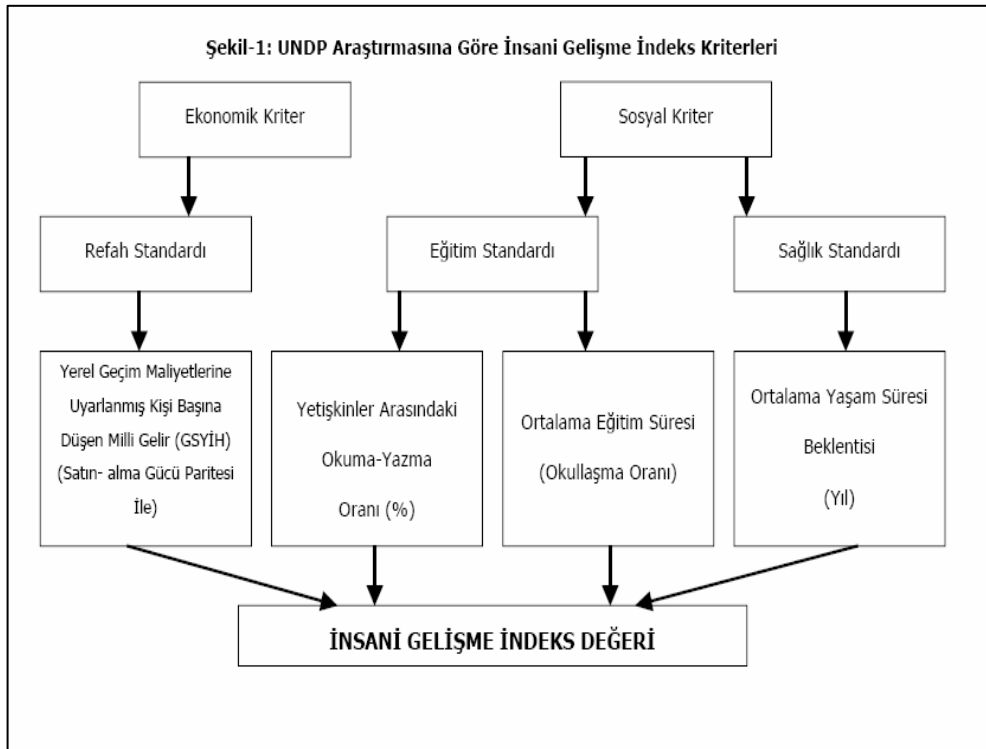 Şekil-1: UNDP Araştırmasına Göre İnsani Gelişme İndeks Kriterleri
Ekonomik Kriter
Sosyal Kriter
Refah Standardı
Eğitim Standardı
Sağlık Standardı
Yerel Geçim Maliyetlerine
Uyarlanmış Kişi Başına
Düşen Milli Gelir (GSYİH)
(Satın- alma Gücü Paritesi
İle)
Yetişkinler Arasındaki
Okuma-Yazma
Oranı (%)
Ortalama Eğitim Süresi
(Okullaşma Oranı)
Ortalama Yaşam Süresi
Beklentisi
(Yıl)
İNSANİ GELİŞME İNDEKS DEĞERİ